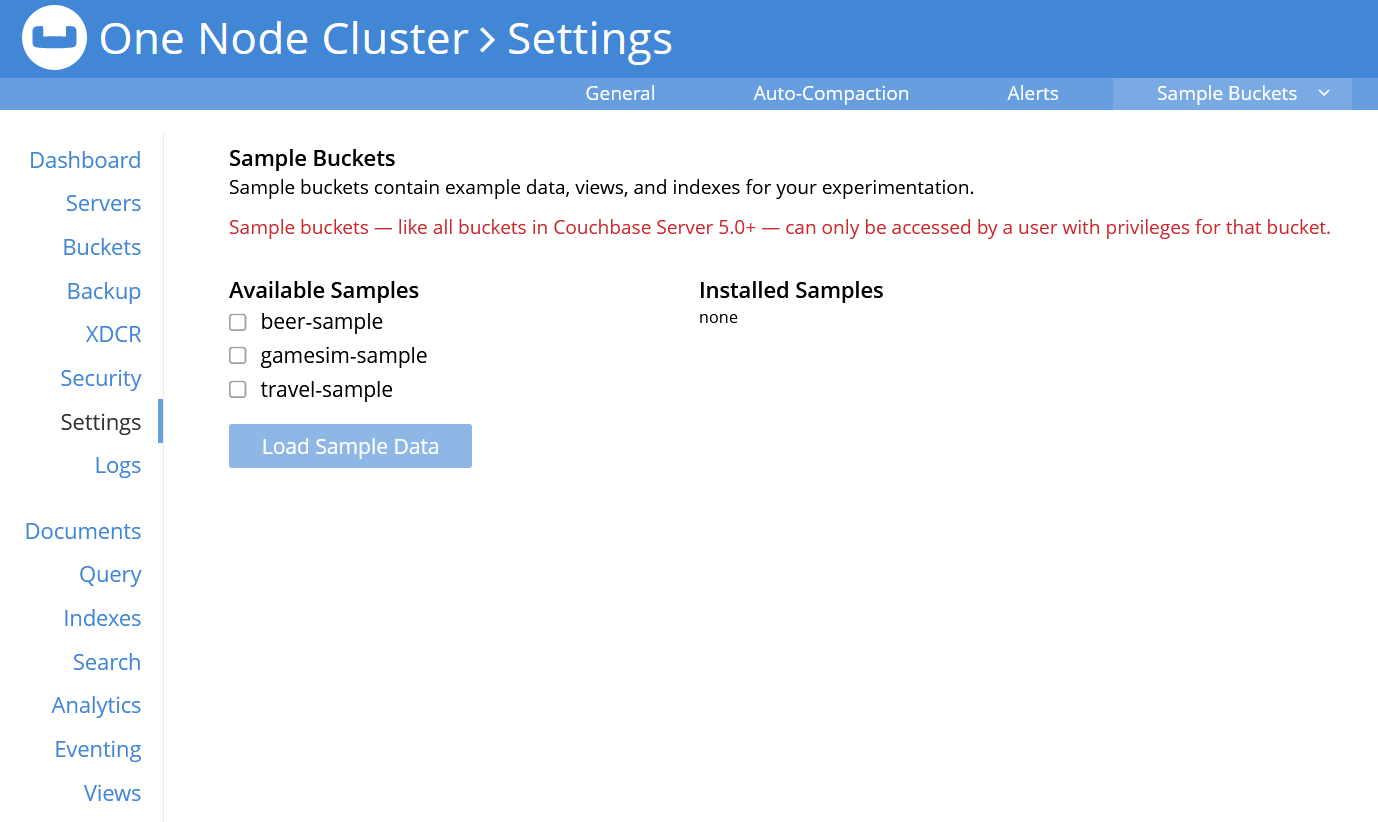 One Node Cluster > Settings
General Auto-Compaction Alerts Sample Buckets
Dashboard
Servers
Buckets
Backup
XDCR
Security
Settings
Logs
Documents
Query
Indexes
Search
Analytics
Eventing
Views
Sample Buckets
Sample buckets contain example data, views, and indexes for your experimentation.
Sample buckets — like all buckets in Couchbase Server 5.0+ — can only be accessed by a user with privileges for that bucket.
Available Samples
beer-sample
gamesim-sample
travel-sample
Load Sample Data
Installed Samples
none